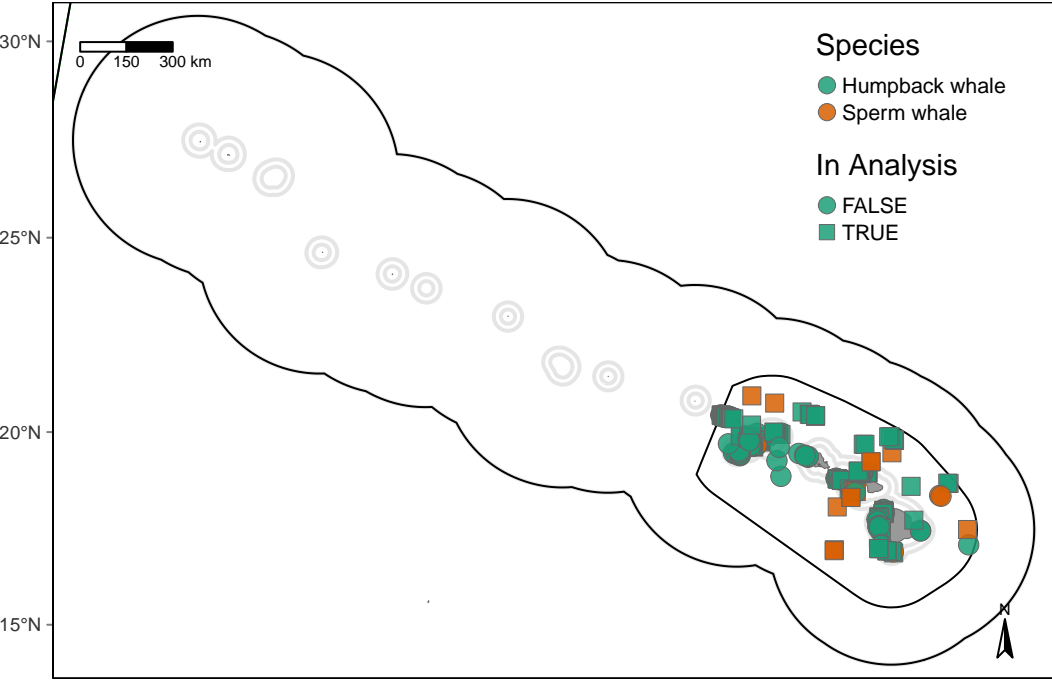 30°N
25°N
20°N
15°N
0 150 300 km
Species
Humpback whale
Sperm whale
In Analysis
FALSE
TRUE
N